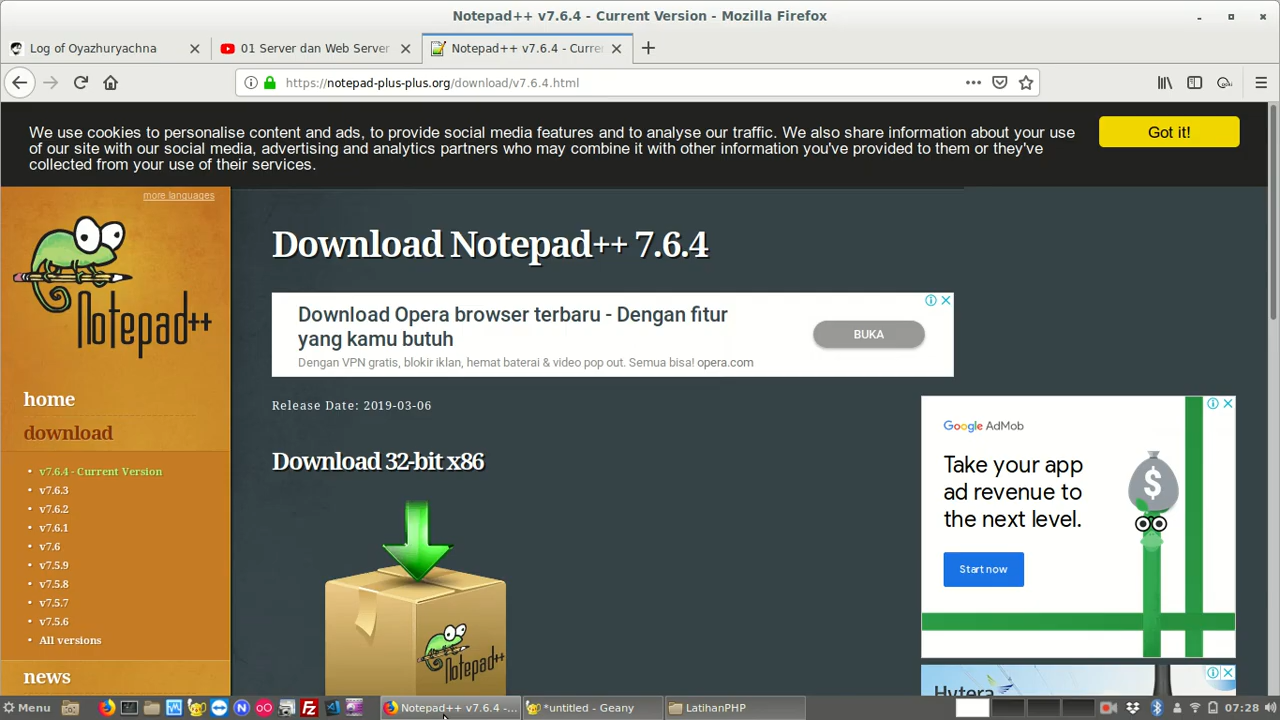 Notepad++ v7.6.4 - Current Version - Mozilla Firefox
Log of Oyazhuryachna
01 Server dan Web Server
Notepad++ v7.6.4 - Curre
https://notepad-plus-plus.org/download/v7.6.4.html
We use cookies to personalise content and ads, to provide social media features and to analyse our traffic. We also share information about your use
of our site with our social media, advertising and analytics partners who may combine it with other information you've provided to them or they've
collected from your use of their services.
Got it!
more languages
Notepad++
home
download
v7.6.4 - Current Version
v7.6.3
v7.6.2
v7.6.1
v7.6
v7.5.9
v7.5.8
v7.5.7
v7.5.6
All versions
news
Download Notepad++ 7.6.4
Download Opera browser terbaru - Dengan fitur
yang kamu butuh
Dengan VPN gratis, blokir iklan, hemat baterai & video pop out. Semua bisa! opera.com
BUKA
Release Date: 2019-03-06
Download 32-bit x86
Notepad++
Google AdMob
Take your app
ad revenue to
the next level.
Start now
$
Hytera
Menu
Notepad++ v7.6.4 -...
*untitled - Geany
LatihanPHP
07:28